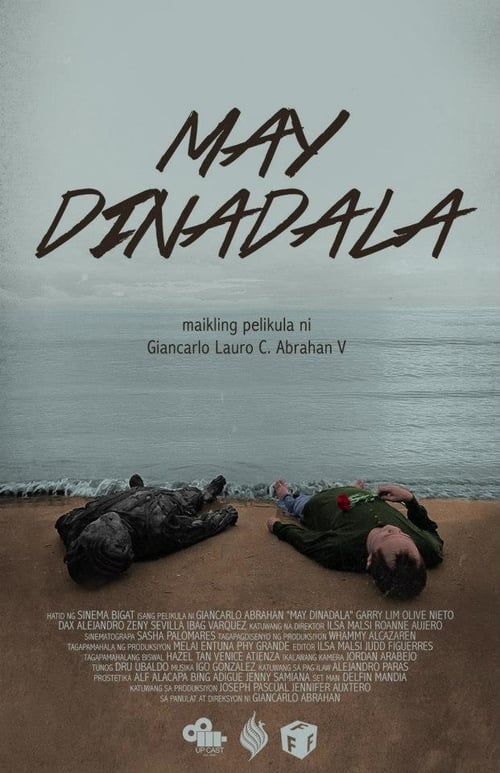 MAY
DINADALA
maikling pelikula ni
Giancarlo Lauro C. Abrahan V
HATID NG SINEMA BIGAT ISANG PELIKULA NI GIANCARLO ABRAHAN "MAY DINADALA" GARRY LIM OLIVE NIETO
DAX ALEJANDRO ZENY SEVILLA IBAG VARQUEZ KATUWANG NA DIREKTOR ILSA MALSI ROANNE AUJERO
SINEMATOGRAPA SASHA PALOMARES TAGAPAGDISENYO NG PRODUKSIYON WHAMMY ALCAZAREN
TAGAPAMAHALA NG PRODUKSIYON MELAI ENTUNA PHY GRANDE EDITOR ILSA MALSI JUDD FIGUERRES
TAGAPAMAHALANG BISWAL HAZEL TAN VENICE ATIENZA IKALAWANG KAMERA JORDAN ARABEJO
TUNOG DRU UBALDO MUSIKA IGO GONZALEZ KATUWANG SA PAG-ILAW ALEJANDRO PARAS
PROSTETIKA ALF ALACAPA BING ADIGUE JENNY SAMIANA SET MAN DELFIN MANDIA
KATUWANG SA PRODUKSIYON JOSEPH PASCUAL JENNIFER AUXTERO
SA PANULAT AT DIREKSIYON NI GIANCARLO ABRAHAN
UP CAST
F F F